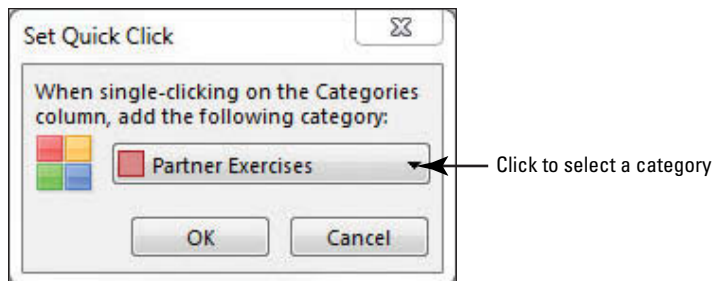 Set Quick Click
When single-clicking on the Categories
column, add the following category:
Partner Exercises
Click to select a category
OK
Cancel